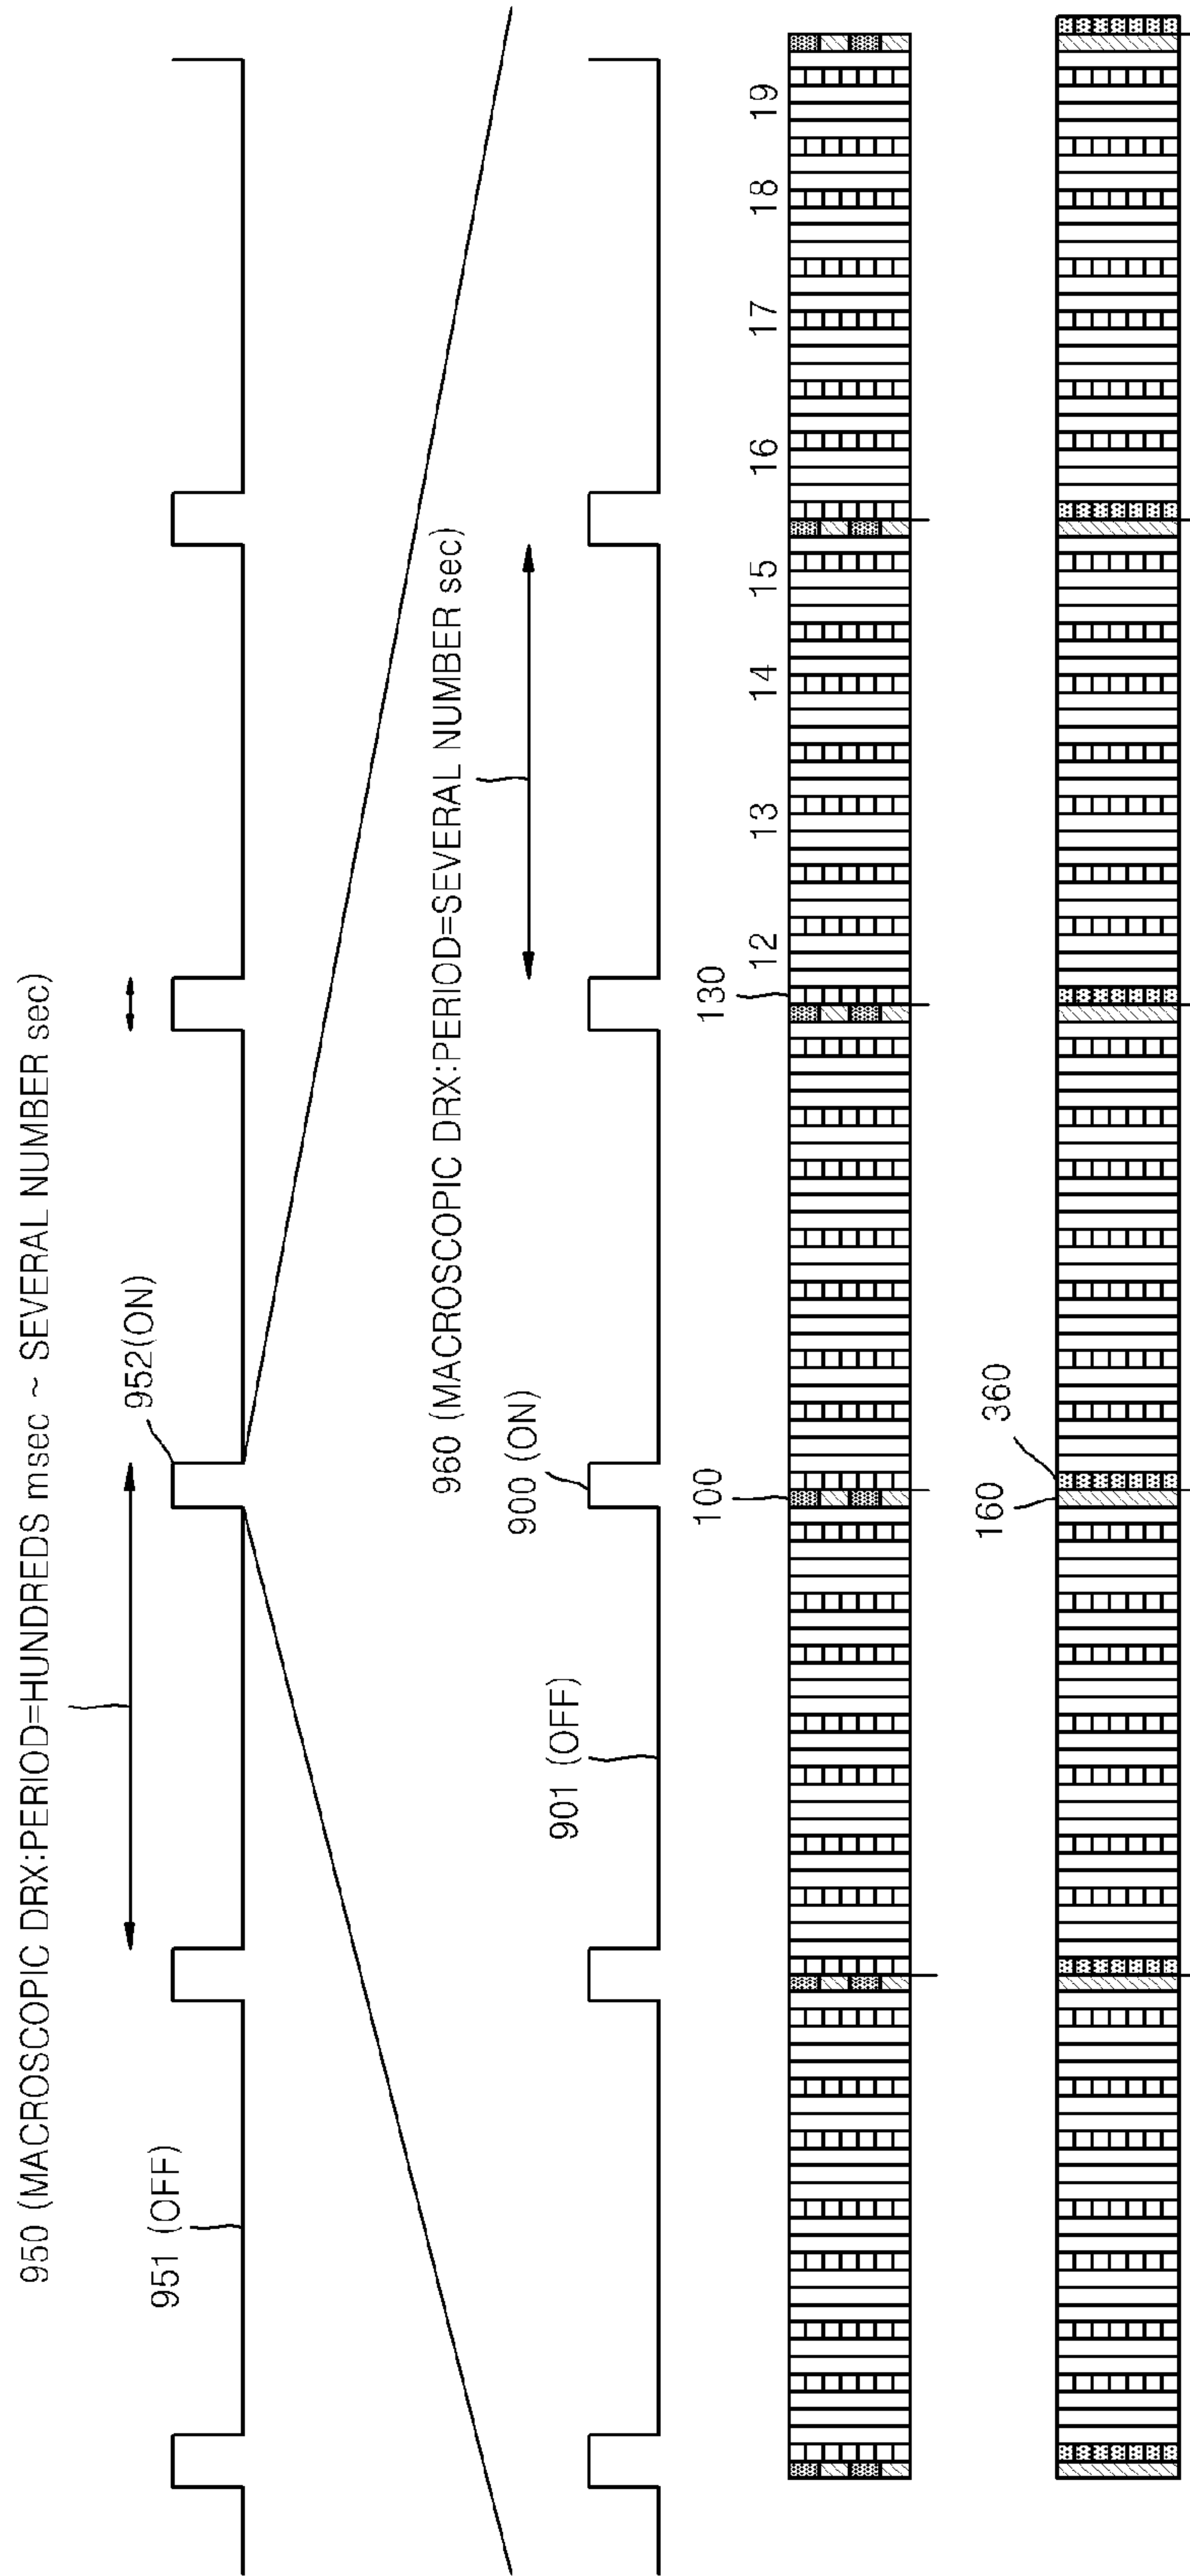 950 (MACROSCOPIC DRX:PERIOD=HUNDREDS msec ~ SEVERAL NUMBER sec)
951 (OFF)
952(ON)
960 (MACROSCOPIC DRX:PERIOD=SEVERAL NUMBER sec)
901 (OFF)
900 (ON)
100
130
12
13
14
15
16
17
18
19
160
360